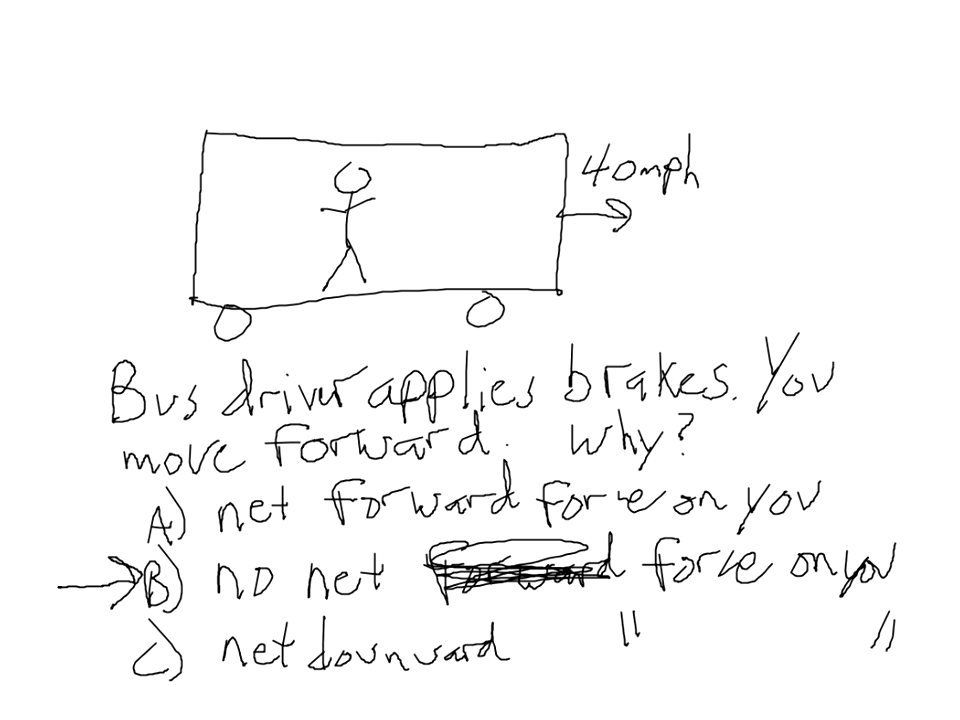 40mph
Bus driver applies brakes. You
move forward. Why?
A) net forward force on you
B) no net force on you
C) net downward " "